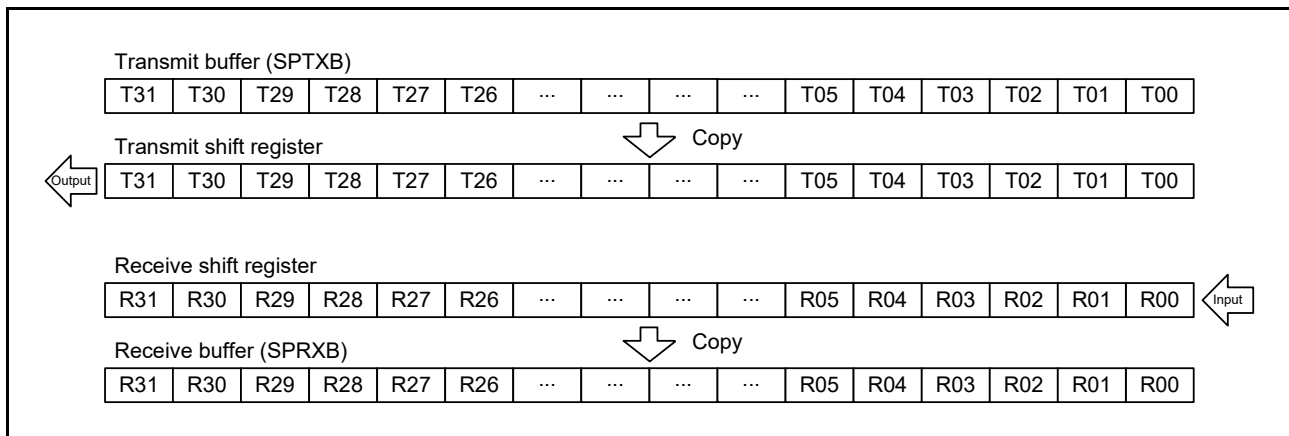 Transmit buffer (SPTXB)
T31 T30 T29 T28 T27 T26 ... ... ... ... T05 T04 T03 T02 T01 T00
Copy
Transmit shift register
Output T31 T30 T29 T28 T27 T26 ... ... ... ... T05 T04 T03 T02 T01 T00
Receive shift register
R31 R30 R29 R28 R27 R26 ... ... ... ... R05 R04 R03 R02 R01 R00 Input
Copy
Receive buffer (SPRXB)
R31 R30 R29 R28 R27 R26 ... ... ... ... R05 R04 R03 R02 R01 R00